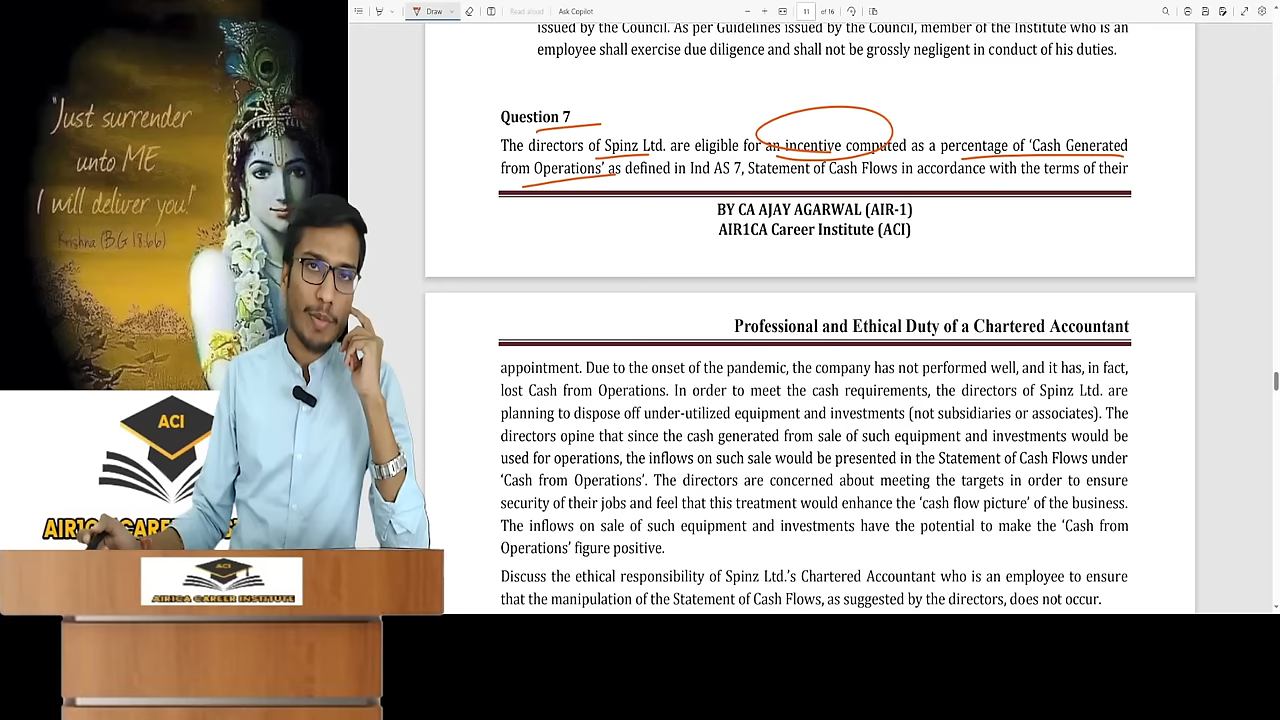 "Just surrender
unto ME
I will deliver you!"
Krishna (BG 18:66)
ACI
ACI
AIR1CA CAREER INSTITUTE
Draw
Read aloud
Ask Copilot
11
of 16
issued by the Council. As per Guidelines issued by the Council, member of the Institute who is an
employee shall exercise due diligence and shall not be grossly negligent in conduct of his duties.
Question 7
The directors of Spinz Ltd. are eligible for an incentive computed as a percentage of ‘Cash Generated
from Operations’ as defined in Ind AS 7, Statement of Cash Flows in accordance with the terms of their
BY CA AJAY AGARWAL (AIR-1)
AIR1CA Career Institute (ACI)
Professional and Ethical Duty of a Chartered Accountant
appointment. Due to the onset of the pandemic, the company has not performed well, and it has, in fact,
lost Cash from Operations. In order to meet the cash requirements, the directors of Spinz Ltd. are
planning to dispose off under-utilized equipment and investments (not subsidiaries or associates). The
directors opine that since the cash generated from sale of such equipment and investments would be
used for operations, the inflows on such sale would be presented in the Statement of Cash Flows under
‘Cash from Operations’. The directors are concerned about meeting the targets in order to ensure
security of their jobs and feel that this treatment would enhance the ‘cash flow picture’ of the business.
The inflows on sale of such equipment and investments have the potential to make the ‘Cash from
Operations’ figure positive.
Discuss the ethical responsibility of Spinz Ltd.’s Chartered Accountant who is an employee to ensure
that the manipulation of the Statement of Cash Flows, as suggested by the directors, does not occur.